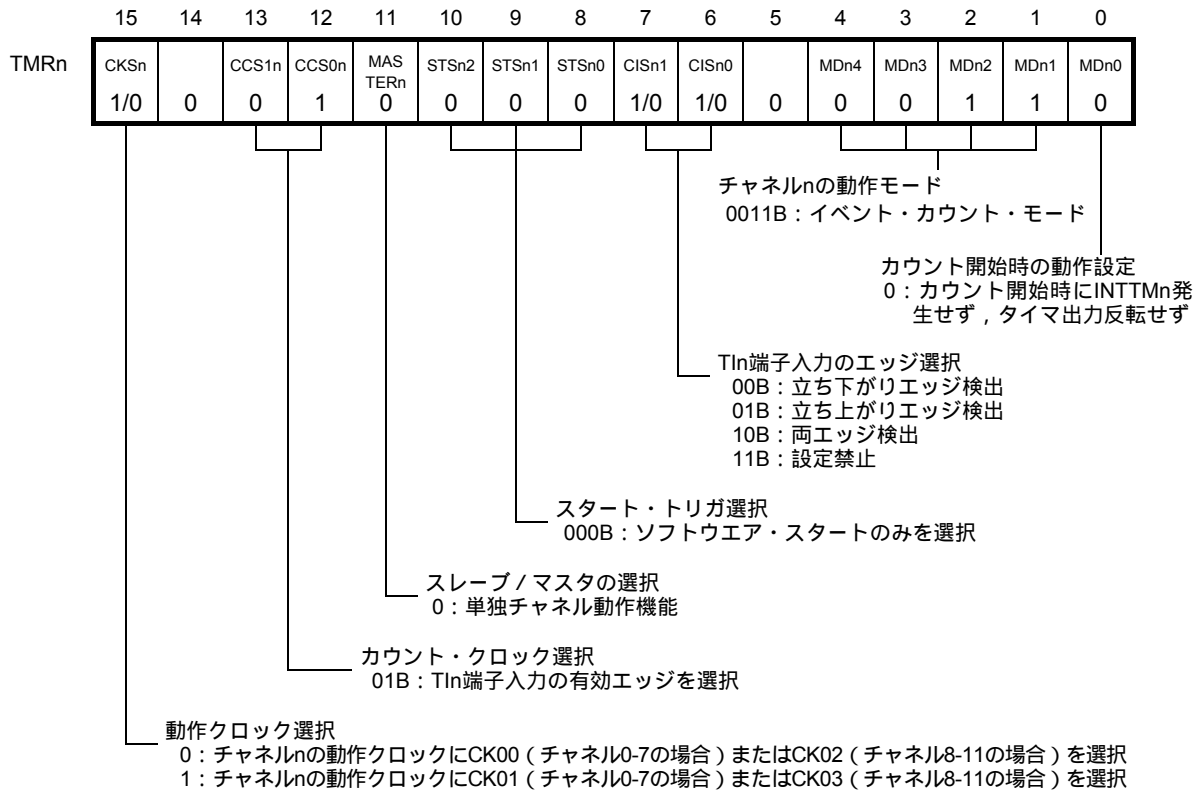 15 14 13 12 11 10 9 8 7 6 5 4 3 2 1 0
TMRn
CKSn CCS1n CCS0n MAS STSn2 STSn1 STSn0 CISn1 CISn0 MDn4 MDn3 MDn2 MDn1 MDn0
TERn
1/0 0 0 1 0 0 0 0 1/0 1/0 0 0 0 1 1 0
チャネルnの動作モード
0011B：イベント・カウント・モード
カウント開始時の動作設定
0：カウント開始時にINTTMn発
生せず，タイマ出力反転せず
TIn端子入力のエッジ選択
00B：立ち下がりエッジ検出
01B：立ち上がりエッジ検出
10B：両エッジ検出
11B：設定禁止
スタート・トリガ選択
000B：ソフトウエア・スタートのみを選択
スレーブ／マスタの選択
0：単独チャネル動作機能
カウント・クロック選択
01B：TIn端子入力の有効エッジを選択
動作クロック選択
0：チャネルnの動作クロックにCK00（チャネル0-7の場合）またはCK02（チャネル8-11の場合）を選択
1：チャネルnの動作クロックにCK01（チャネル0-7の場合）またはCK03（チャネル8-11の場合）を選択